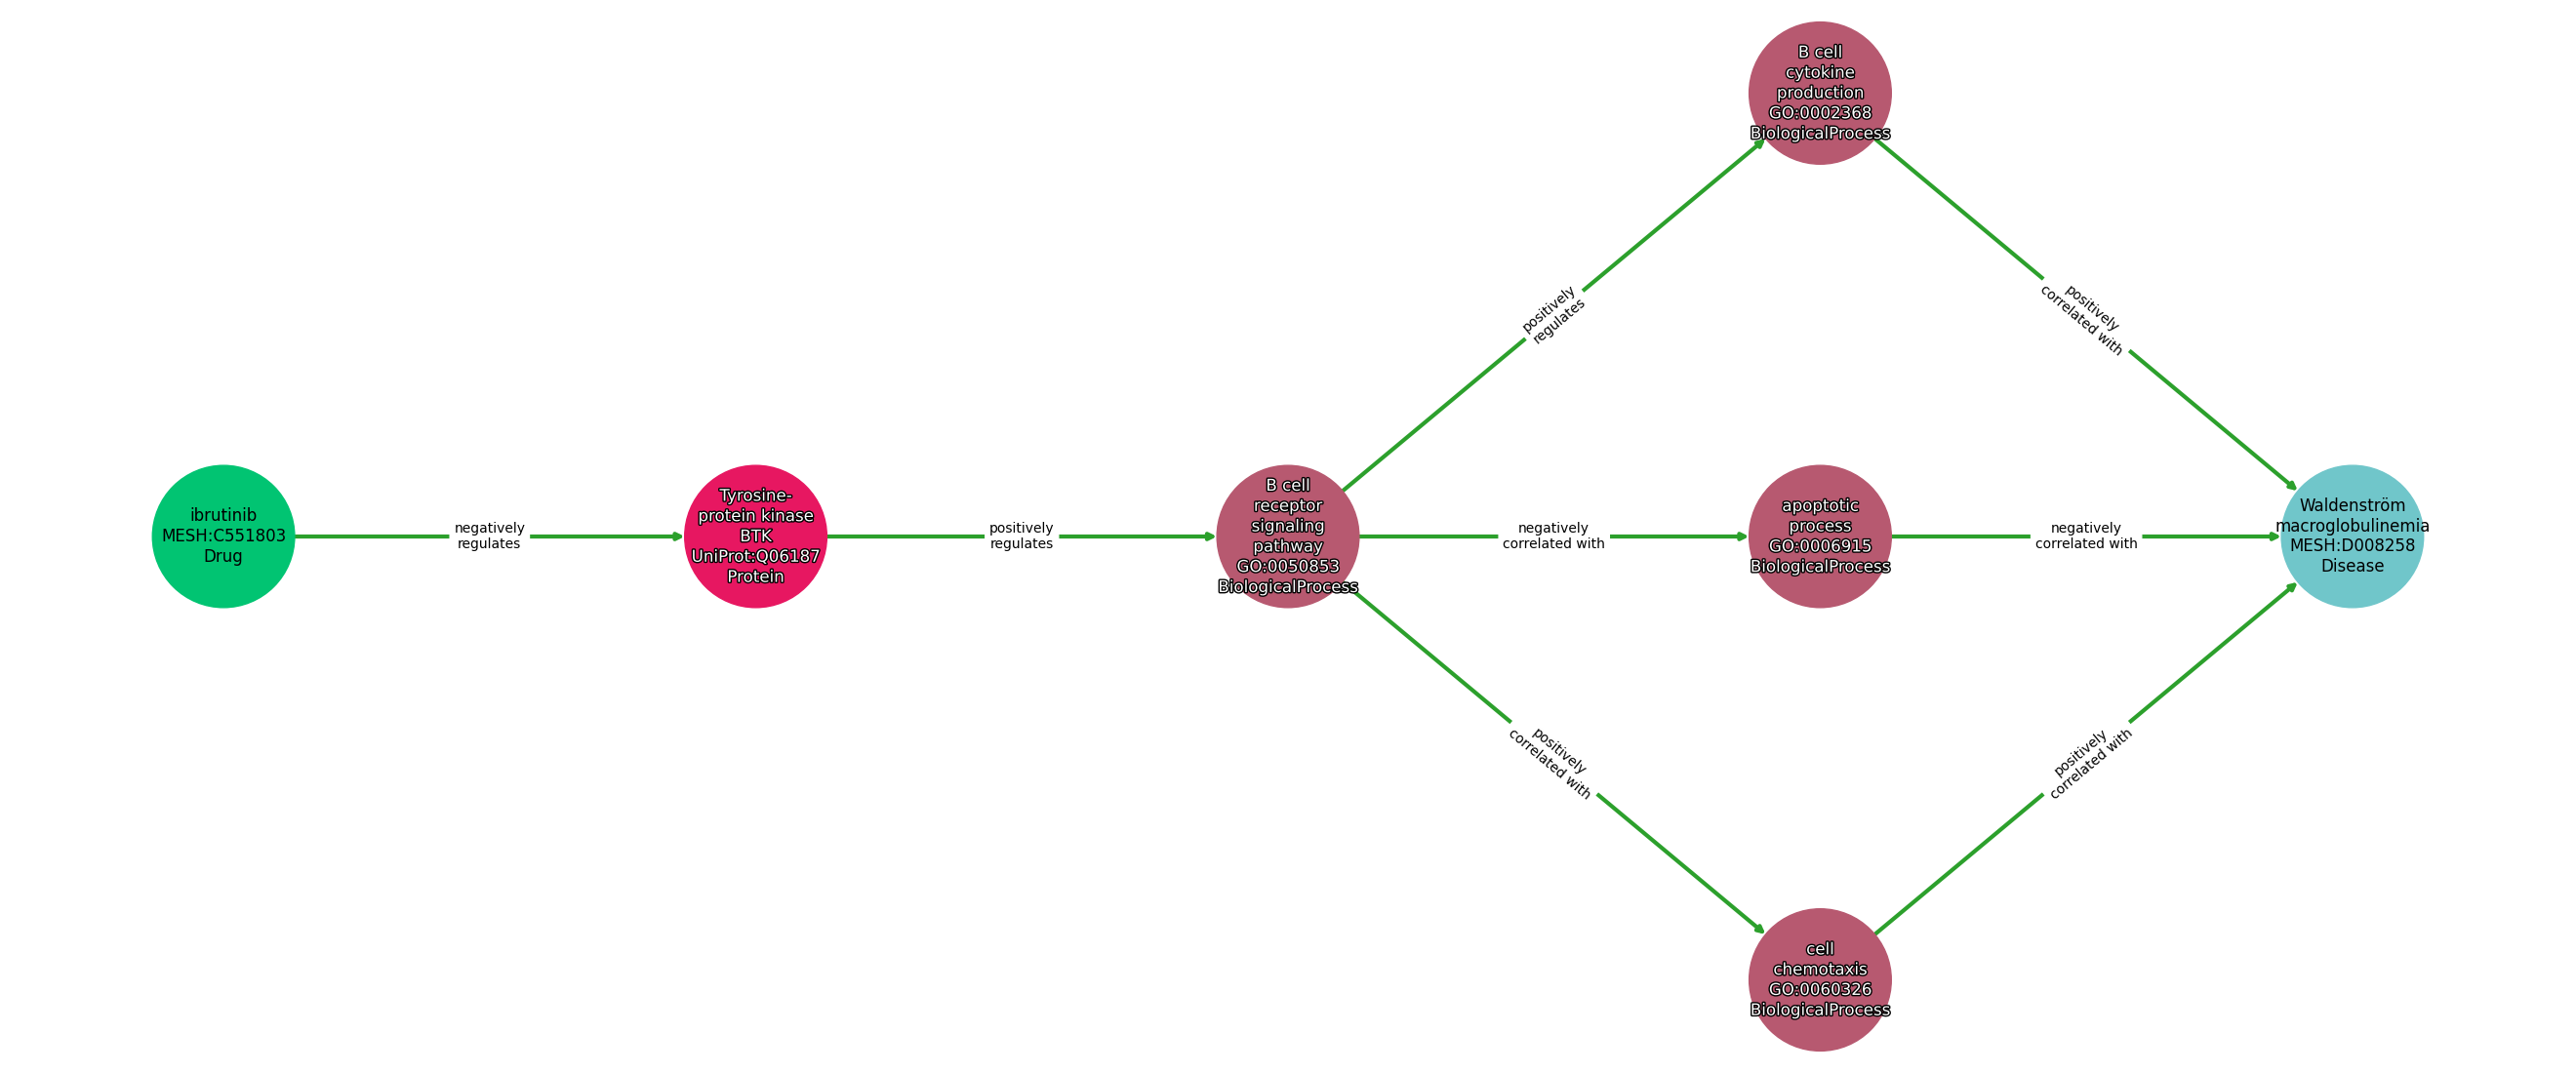 B cell
cytokine
production
GO:0002368
BiologicalProcess
positively
regulates
positively
correlated with
ibrutinib
MESH:C551803
Drug
negatively
regulates
Tyrosine-
protein kinase
BTK
UniProt:Q06187
Protein
positively
regulates
B cell
receptor
signaling
pathway
GO:0050853
BiologicalProcess
negatively
correlated with
apoptotic
process
GO:0006915
BiologicalProcess
negatively
correlated with
Waldenström
macroglobulinemia
MESH:D008258
Disease
positively
correlated with
positively
correlated with
cell
chemotaxis
GO:0060326
BiologicalProcess